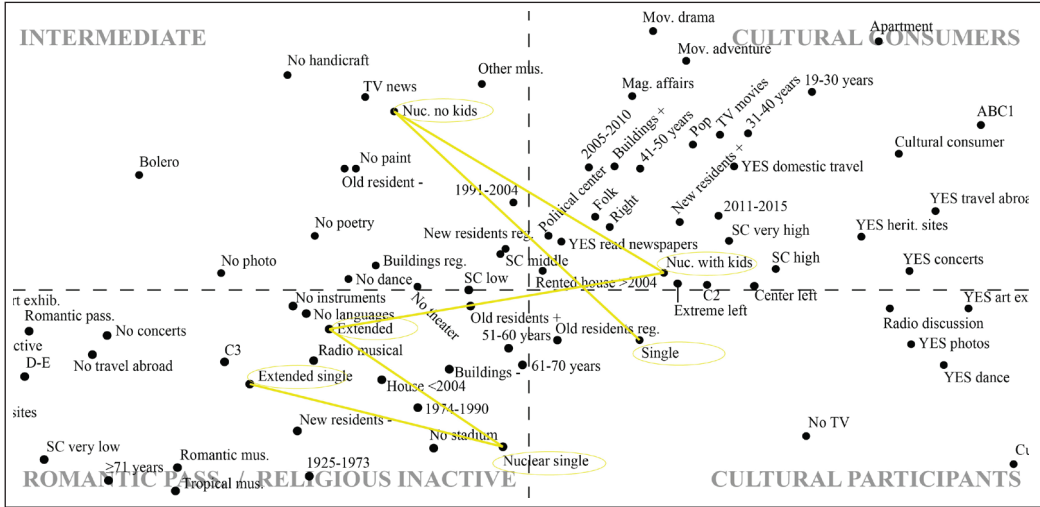 INTERMEDIATE
CULTURAL CONSUMERS
Mov. drama
Apartment
Mov. adventure
No handicraft
Other mus.
TV news
Mag. affairs
19-30 years
Nuc. no kids
2005-2010
Buildings +
41-50 years
Pop
TV movies
31-40 years
ABC1
Cultural consumer
Bolero
No paint
Old resident -
YES domestic travel
1991-2004
Political center
Folk
Right
New residents +
2011-2015
YES travel abroa
No poetry
New residents reg.
YES read newspapers
SC very high
YES herit. sites
SC middle
Nuc. with kids
No photo
Buildings reg.
No dance
SC low
Rented house >2004
SC high
YES concerts
No theater
C2
Center left
Extreme left
rt exhib.
No instruments
No languages
Old residents +
YES art ex
Romantic pass.
No concerts
Extended
51-60 years
Old residents reg.
Radio discussion
ctive
No travel abroad
C3
Radio musical
Single
YES photos
D-E
Extended single
House <2004
Buildings -
61-70 years
YES dance
sites
New residents -
1974-1990
No TV
SC very low
No stadium
Romantic mus.
Nuclear single
Cu
>71 years
1925-1973
ROMANTIC PASS. / RELIGIOUS INACTIVE
CULTURAL PARTICIPANTS
Tropical mus.